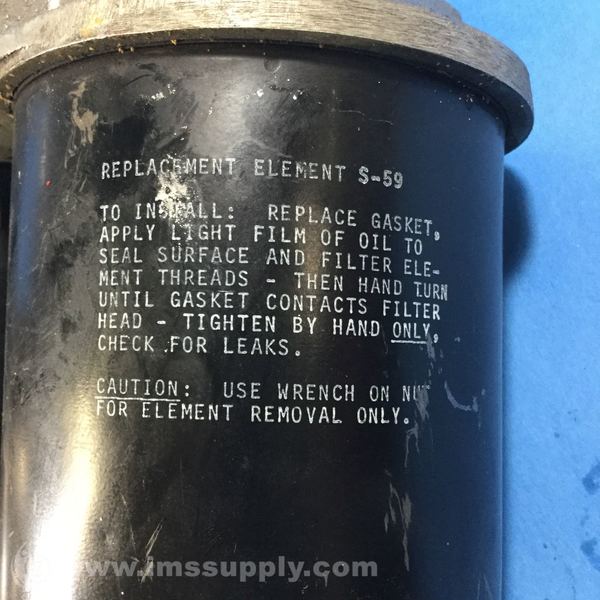 REPLACEMENT ELEMENT S-59
TO INSTALL: REPLACE GASKET,
APPLY LIGHT FILM OF OIL TO
SEAL SURFACE AND FILTER ELE-
MENT THREADS - THEN HAND TURN
UNTIL GASKET CONTACTS FILTER
HEAD - TIGHTEN BY HAND ONLY.
CHECK FOR LEAKS.
CAUTION: USE WRENCH ON NUT
FOR ELEMENT REMOVAL ONLY.
www.imssupply.com